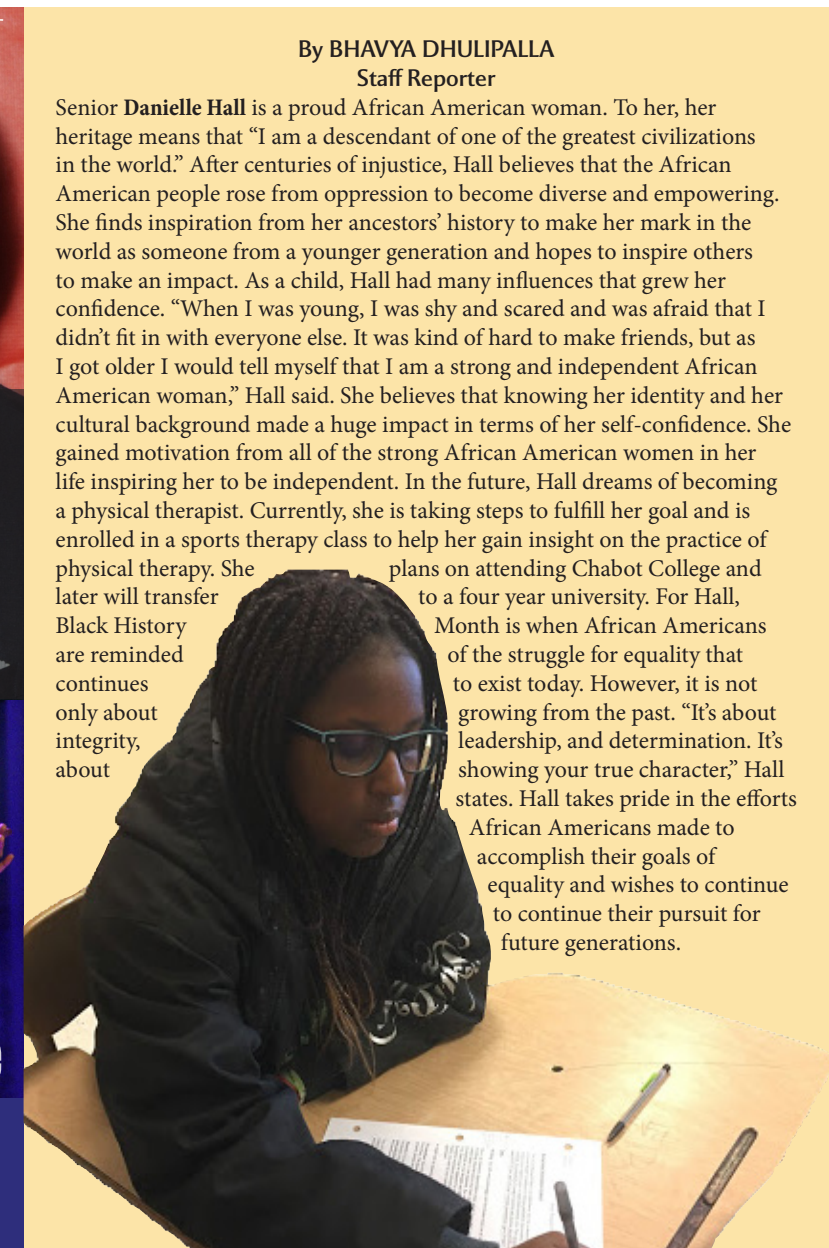 By BHAVYA DHULIPALLA
Staff Reporter
Senior Danielle Hall is a proud African American woman. To her, her
heritage means that “I am a descendant of one of the greatest civilizations
in the world.” After centuries of injustice, Hall believes that the African
American people rose from oppression to become diverse and empowering.
She finds inspiration from her ancestors’ history to make her mark in the
world as someone from a younger generation and hopes to inspire others
to make an impact. As a child, Hall had many influences that grew her
confidence. “When I was young, I was shy and scared and was afraid that I
didn’t fit in with everyone else. It was kind of hard to make friends, but as
I got older I would tell myself that I am a strong and independent African
American woman,” Hall said. She believes that knowing her identity and her
cultural background made a huge impact in terms of her self-confidence. She
gained motivation from all of the strong African American women in her
life inspiring her to be independent. In the future, Hall dreams of becoming
a physical therapist. Currently, she is taking steps to fulfill her goal and is
enrolled in a sports therapy class to help her gain insight on the practice of
physical therapy. She plans on attending Chabot College and
later will transfer to a four year university. For Hall,
Black History Month is when African Americans
are reminded of the struggle for equality that
continues to exist today. However, it is not
only about growing from the past. “It’s about
integrity, leadership, and determination. It’s
about showing your true character,” Hall
states. Hall takes pride in the efforts
African Americans made to
accomplish their goals of
equality and wishes to continue
to continue their pursuit for
future generations.